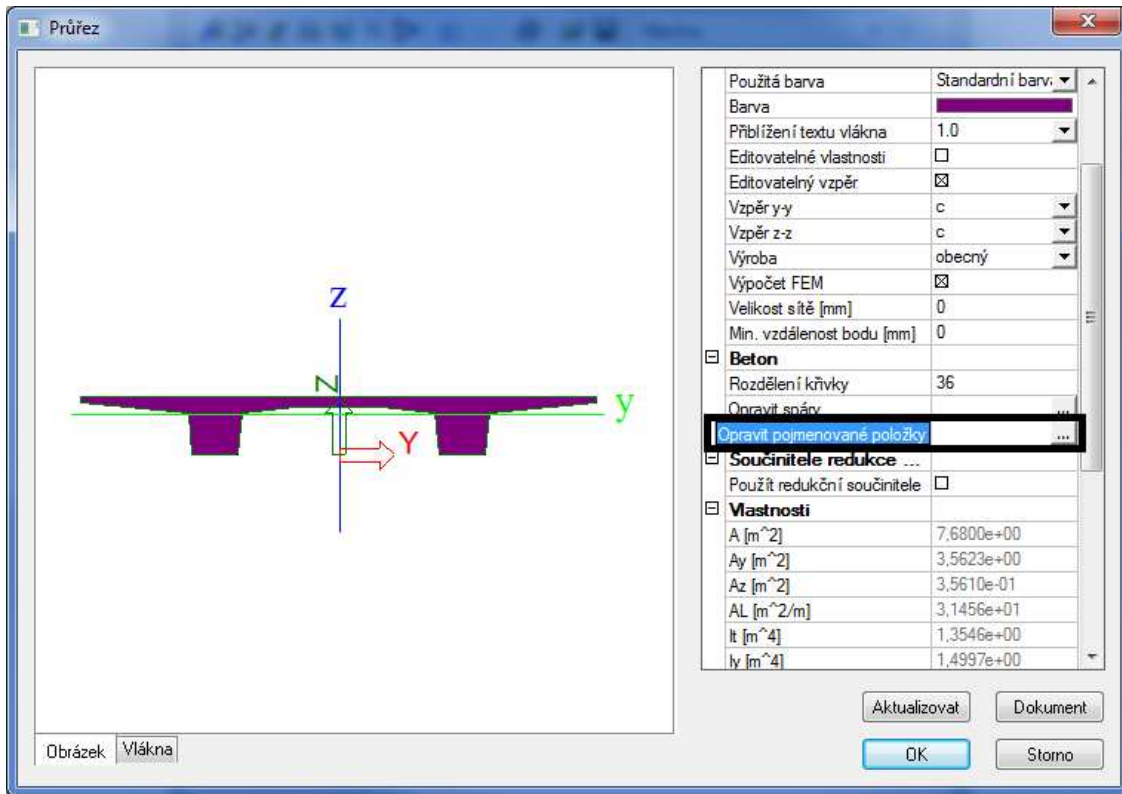 Průřez
z
N
y
Y
Obrázek Vlákna
Použitá barva Standardní barva
Barva
Přiblížení textu vlákna 1.0
Editovatelné vlastnosti
Editovatelný vzpěr
Vzpěr y-y c
Vzpěr z-z c
Výroba obecný
Výpočet FEM
Velikost sítě [mm] 0
Min. vzdálenost bodu [mm] 0
Beton
Rozdělení křivky 36
Opravit spáry ...
Opravit pojmenované položky ...
Součinitele redukce ...
Použít redukční součinitele
Vlastnosti
A [m^2] 7,6800e+00
Ay [m^2] 3,5623e+00
Az [m^2] 3,5610e-01
AL [m^2/m] 3,1456e+01
It [m^4] 1,3546e+00
Iy [m^4] 1,4997e+00
Aktualizovat Dokument
OK Storno